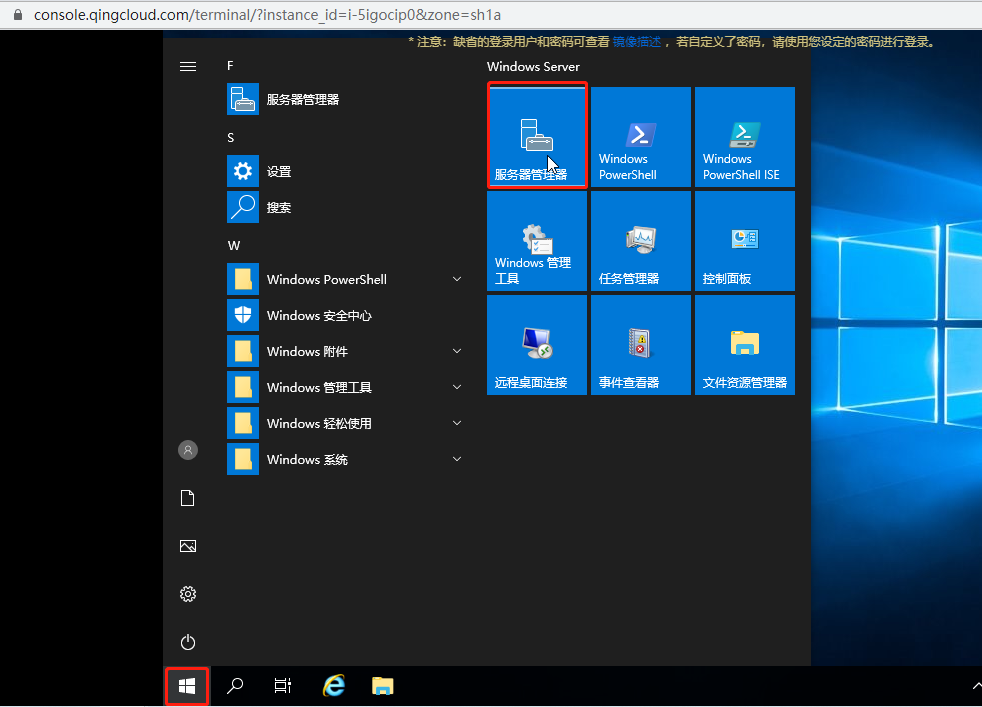 console.qingcloud.com/terminal/?instance_id=i-5igocip0&zone=sh1a
* 注意：缺省的登录用户和密码可查看 镜像描述 ，若自定义了密码，请使用您设定的密码进行登录。
F
服务器管理器
S
设置
搜索
W
Windows PowerShell
Windows 安全中心
Windows 附件
Windows 管理工具
Windows 轻松使用
Windows 系统
Windows Server
服务器管理器
Windows PowerShell
Windows PowerShell ISE
Windows 管理工具
任务管理器
控制面板
远程桌面连接
事件查看器
文件资源管理器